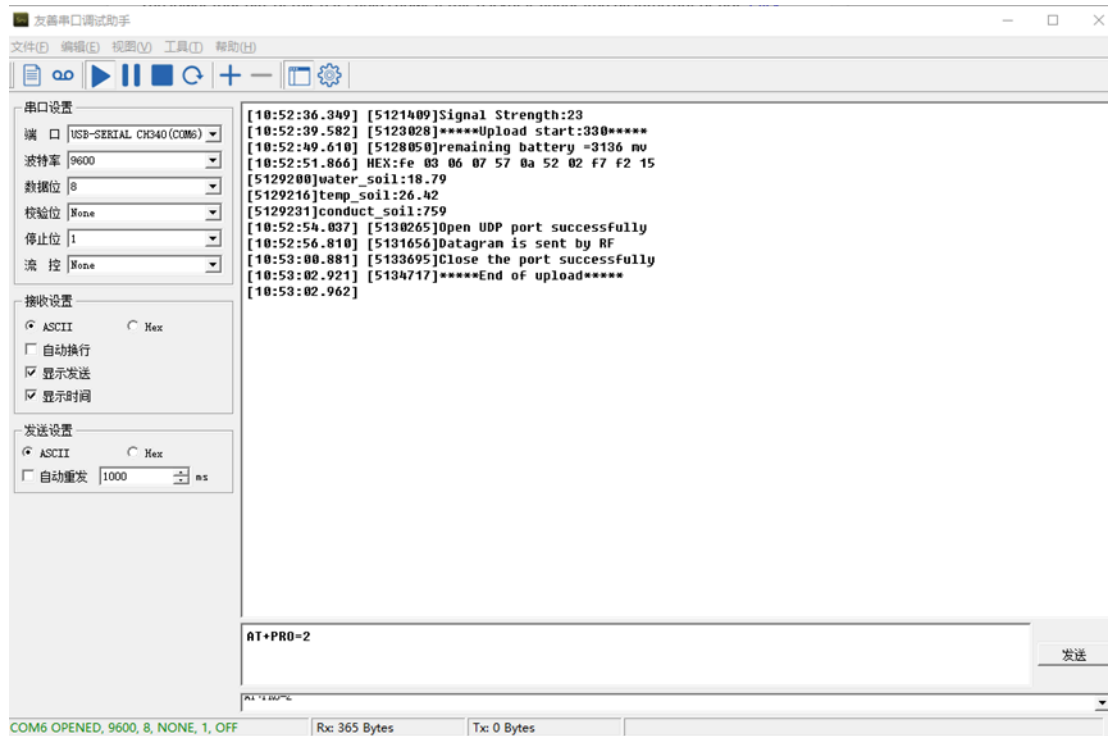 友善串口调试助手
文件(F) 编辑(E) 视图(V) 工具(T) 帮助(H)
串口设置
端 口 USB-SERIAL CH340(COM6)
波特率 9600
数据位 8
校验位 None
停止位 1
流 控 None
接收设置
ASCII Hex
自动换行
显示发送
显示时间
发送设置
ASCII Hex
自动重发 1000 ms
[10:52:36.349] [5121409]Signal Strength:23
[10:52:39.582] [5123028]*****Upload start:330*****
[10:52:49.610] [5128050]remaining battery =3136 mv
[10:52:51.866] HEX:fe 03 06 07 57 0a 52 02 f7 f2 15
[5129200]water_soil:18.79
[5129216]temp_soil:26.42
[5129231]conduct_soil:759
[10:52:54.037] [5130265]Open UDP port successfully
[10:52:56.810] [5131656]Datagram is sent by RF
[10:53:00.881] [5133695]Close the port successfully
[10:53:02.921] [5134717]*****End of upload*****
[10:53:02.962]
AT+PRO=2
发送
COM6 OPENED, 9600, 8, NONE, 1, OFF Rx: 365 Bytes Tx: 0 Bytes